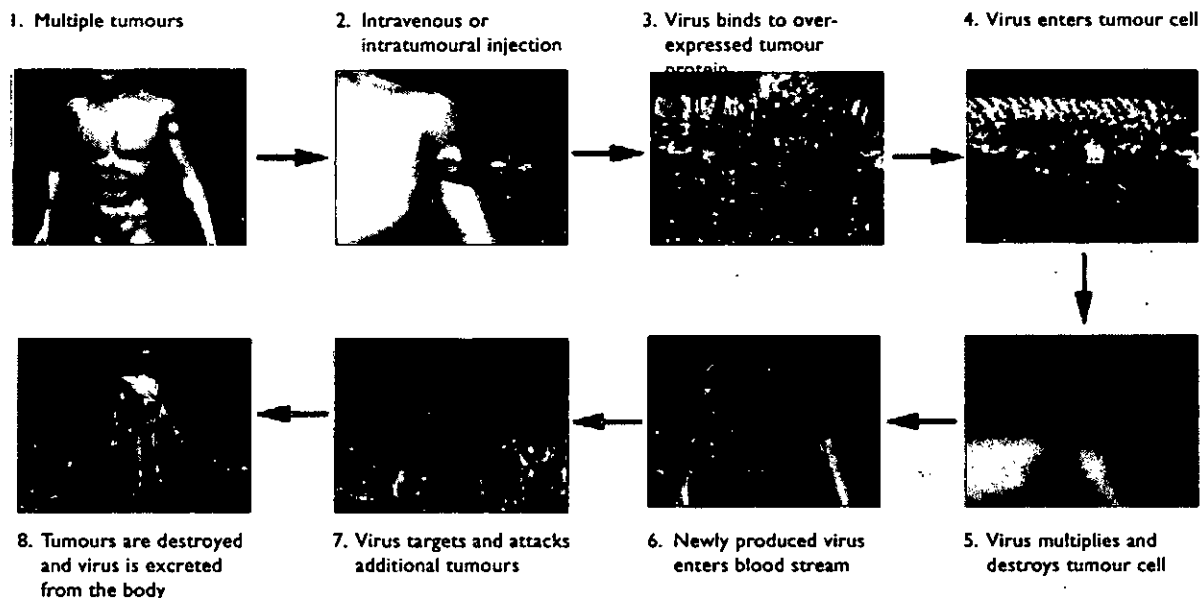 1. Multiple tumours
2. Intravenous or
intratumoural injection
3. Virus binds to over-
expressed tumour
protein
4. Virus enters tumour cell
8. Tumours are destroyed
and virus is excreted
from the body
7. Virus targets and attacks
additional tumours
6. Newly produced virus
enters blood stream
5. Virus multiplies and
destroys tumour cell